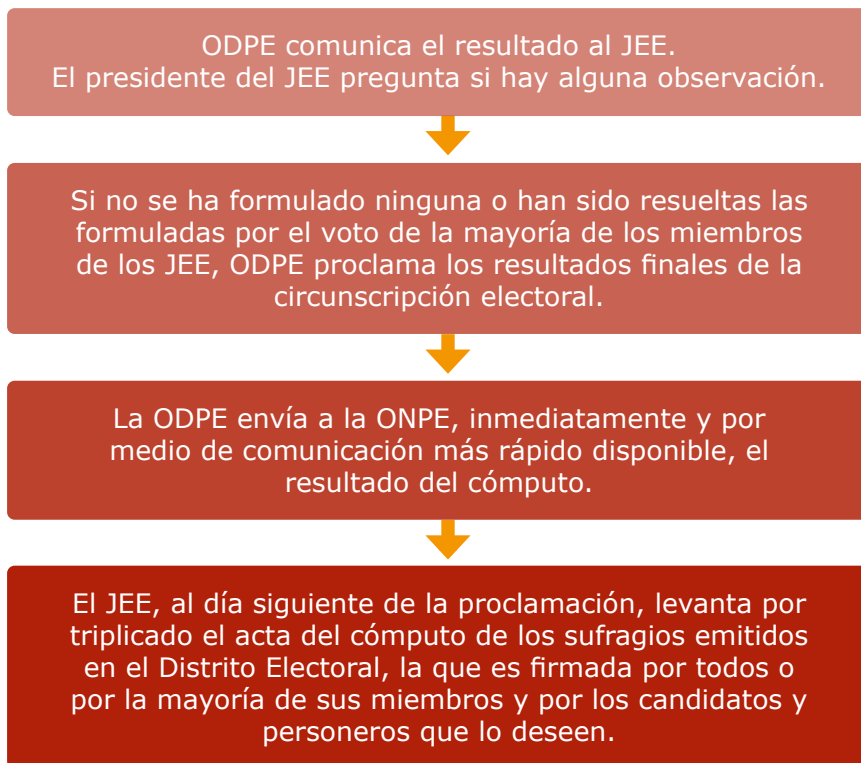 ODPE comunica el resultado al JEE.
El presidente del JEE pregunta si hay alguna observación.
Si no se ha formulado ninguna o han sido resueltas las
formuladas por el voto de la mayoría de los miembros
de los JEE, ODPE proclama los resultados finales de la
circunscripción electoral.
La ODPE envía a la ONPE, inmediatamente y por
medio de comunicación más rápido disponible, el
resultado del cómputo.
El JEE, al día siguiente de la proclamación, levanta por
triplicado el acta del cómputo de los sufragios emitidos
en el Distrito Electoral, la que es firmada por todos o
por la mayoría de sus miembros y por los candidatos y
personeros que lo deseen.